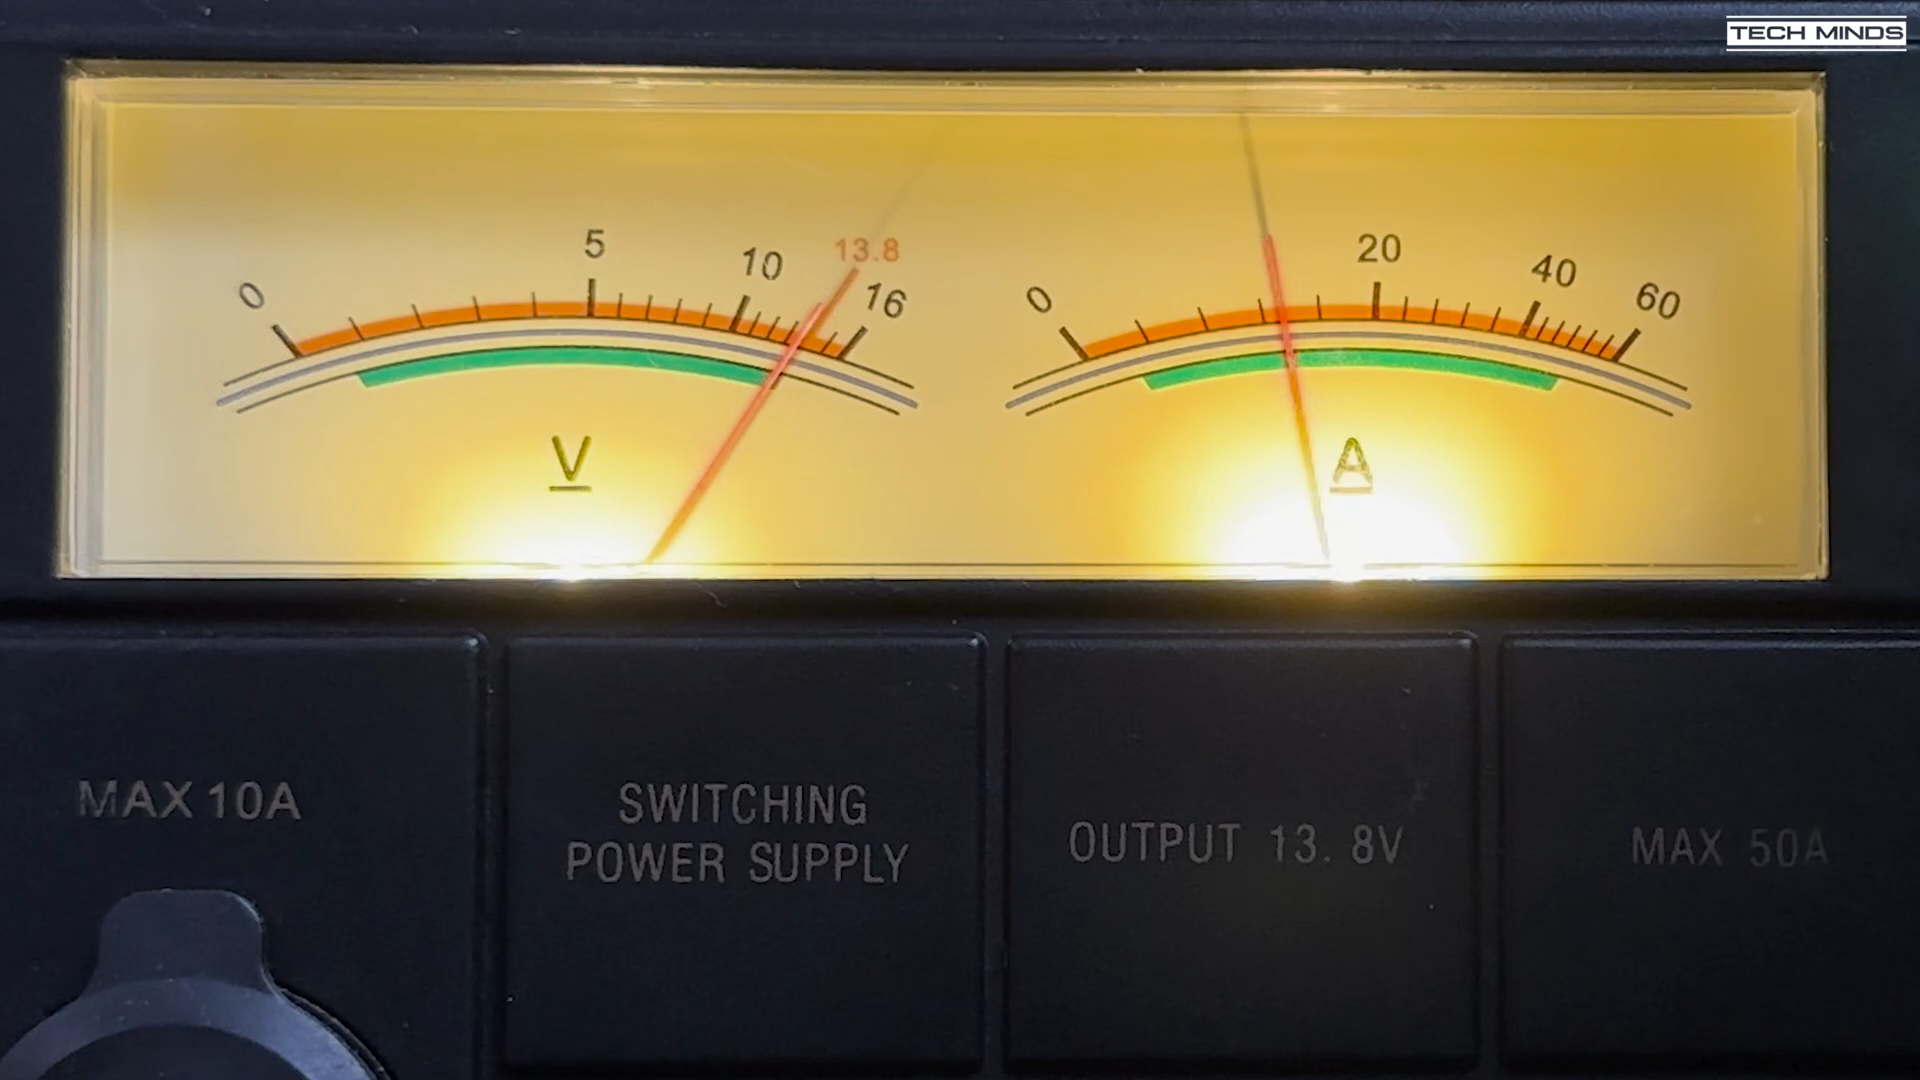 TECH MINDS
0 5 10 13.8 16
0 20 40 60
V
A
MAX 10A
SWITCHING
POWER SUPPLY
OUTPUT 13. 8V
MAX 50A